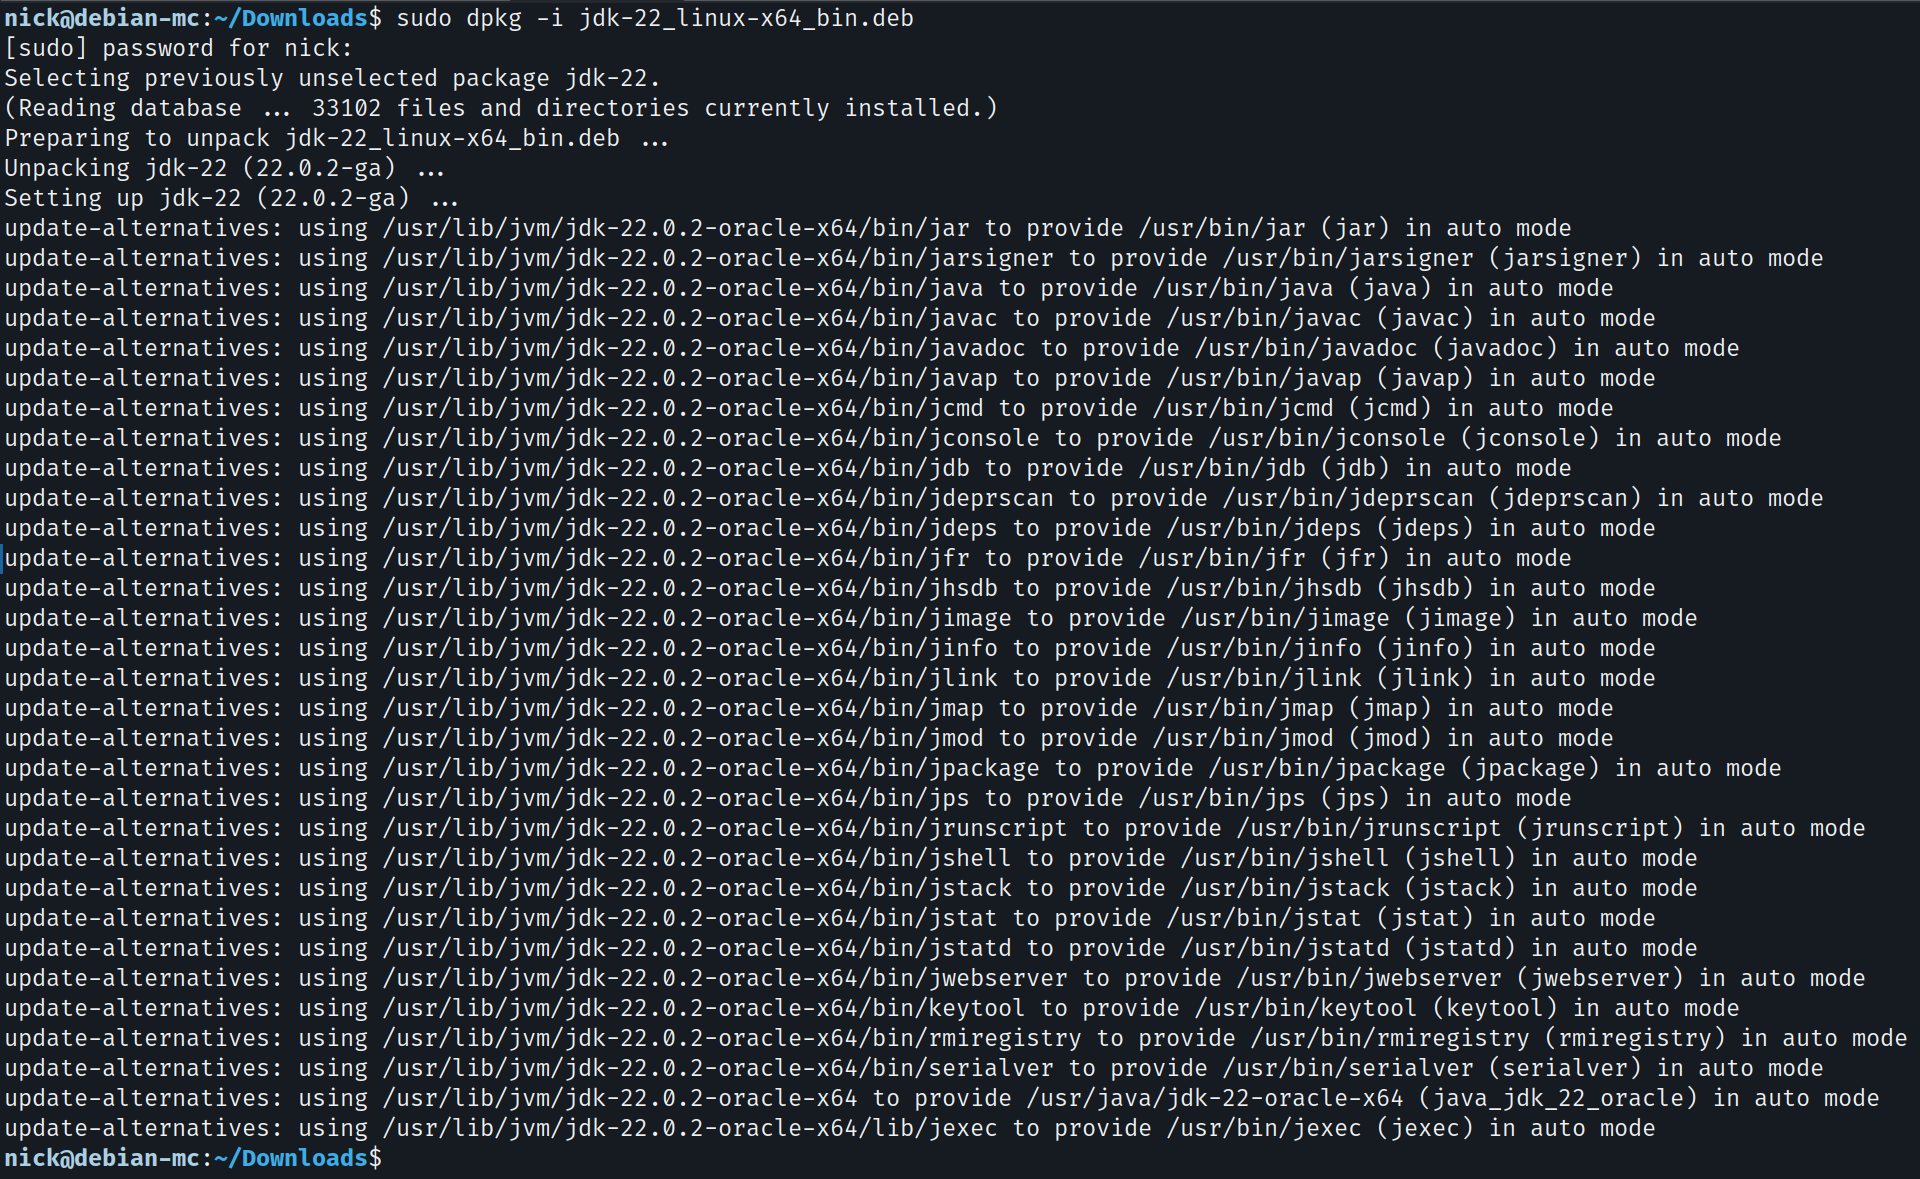 nick@debian-mc:~/Downloads$ sudo dpkg -i jdk-22_linux-x64_bin.deb
[sudo] password for nick:
Selecting previously unselected package jdk-22.
(Reading database ... 33102 files and directories currently installed.)
Preparing to unpack jdk-22_linux-x64_bin.deb ...
Unpacking jdk-22 (22.0.2-ga) ...
Setting up jdk-22 (22.0.2-ga) ...
update-alternatives: using /usr/lib/jvm/jdk-22.0.2-oracle-x64/bin/jar to provide /usr/bin/jar (jar) in auto mode
update-alternatives: using /usr/lib/jvm/jdk-22.0.2-oracle-x64/bin/jarsigner to provide /usr/bin/jarsigner (jarsigner) in auto mode
update-alternatives: using /usr/lib/jvm/jdk-22.0.2-oracle-x64/bin/java to provide /usr/bin/java (java) in auto mode
update-alternatives: using /usr/lib/jvm/jdk-22.0.2-oracle-x64/bin/javac to provide /usr/bin/javac (javac) in auto mode
update-alternatives: using /usr/lib/jvm/jdk-22.0.2-oracle-x64/bin/javadoc to provide /usr/bin/javadoc (javadoc) in auto mode
update-alternatives: using /usr/lib/jvm/jdk-22.0.2-oracle-x64/bin/javap to provide /usr/bin/javap (javap) in auto mode
update-alternatives: using /usr/lib/jvm/jdk-22.0.2-oracle-x64/bin/jcmd to provide /usr/bin/jcmd (jcmd) in auto mode
update-alternatives: using /usr/lib/jvm/jdk-22.0.2-oracle-x64/bin/jconsole to provide /usr/bin/jconsole (jconsole) in auto mode
update-alternatives: using /usr/lib/jvm/jdk-22.0.2-oracle-x64/bin/jdb to provide /usr/bin/jdb (jdb) in auto mode
update-alternatives: using /usr/lib/jvm/jdk-22.0.2-oracle-x64/bin/jdeprscan to provide /usr/bin/jdeprscan (jdeprscan) in auto mode
update-alternatives: using /usr/lib/jvm/jdk-22.0.2-oracle-x64/bin/jdeps to provide /usr/bin/jdeps (jdeps) in auto mode
update-alternatives: using /usr/lib/jvm/jdk-22.0.2-oracle-x64/bin/jfr to provide /usr/bin/jfr (jfr) in auto mode
update-alternatives: using /usr/lib/jvm/jdk-22.0.2-oracle-x64/bin/jhsdb to provide /usr/bin/jhsdb (jhsdb) in auto mode
update-alternatives: using /usr/lib/jvm/jdk-22.0.2-oracle-x64/bin/jimage to provide /usr/bin/jimage (jimage) in auto mode
update-alternatives: using /usr/lib/jvm/jdk-22.0.2-oracle-x64/bin/jinfo to provide /usr/bin/jinfo (jinfo) in auto mode
update-alternatives: using /usr/lib/jvm/jdk-22.0.2-oracle-x64/bin/jlink to provide /usr/bin/jlink (jlink) in auto mode
update-alternatives: using /usr/lib/jvm/jdk-22.0.2-oracle-x64/bin/jmap to provide /usr/bin/jmap (jmap) in auto mode
update-alternatives: using /usr/lib/jvm/jdk-22.0.2-oracle-x64/bin/jmod to provide /usr/bin/jmod (jmod) in auto mode
update-alternatives: using /usr/lib/jvm/jdk-22.0.2-oracle-x64/bin/jpackage to provide /usr/bin/jpackage (jpackage) in auto mode
update-alternatives: using /usr/lib/jvm/jdk-22.0.2-oracle-x64/bin/jps to provide /usr/bin/jps (jps) in auto mode
update-alternatives: using /usr/lib/jvm/jdk-22.0.2-oracle-x64/bin/jrunscript to provide /usr/bin/jrunscript (jrunscript) in auto mode
update-alternatives: using /usr/lib/jvm/jdk-22.0.2-oracle-x64/bin/jshell to provide /usr/bin/jshell (jshell) in auto mode
update-alternatives: using /usr/lib/jvm/jdk-22.0.2-oracle-x64/bin/jstack to provide /usr/bin/jstack (jstack) in auto mode
update-alternatives: using /usr/lib/jvm/jdk-22.0.2-oracle-x64/bin/jstat to provide /usr/bin/jstat (jstat) in auto mode
update-alternatives: using /usr/lib/jvm/jdk-22.0.2-oracle-x64/bin/jstatd to provide /usr/bin/jstatd (jstatd) in auto mode
update-alternatives: using /usr/lib/jvm/jdk-22.0.2-oracle-x64/bin/jwebserver to provide /usr/bin/jwebserver (jwebserver) in auto mode
update-alternatives: using /usr/lib/jvm/jdk-22.0.2-oracle-x64/bin/keytool to provide /usr/bin/keytool (keytool) in auto mode
update-alternatives: using /usr/lib/jvm/jdk-22.0.2-oracle-x64/bin/rmiregistry to provide /usr/bin/rmiregistry (rmiregistry) in auto mode
update-alternatives: using /usr/lib/jvm/jdk-22.0.2-oracle-x64/bin/serialver to provide /usr/bin/serialver (serialver) in auto mode
update-alternatives: using /usr/lib/jvm/jdk-22.0.2-oracle-x64 to provide /usr/java/jdk-22-oracle-x64 (java_jdk_22_oracle) in auto mode
update-alternatives: using /usr/lib/jvm/jdk-22.0.2-oracle-x64/lib/jexec to provide /usr/bin/jexec (jexec) in auto mode
nick@debian-mc:~/Downloads$